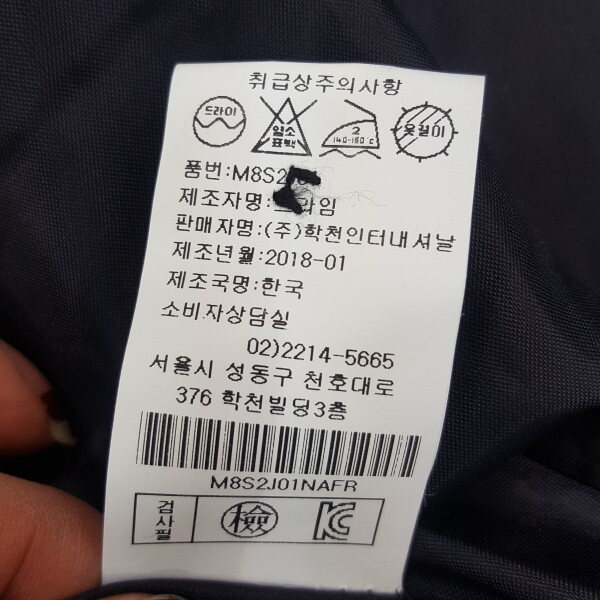 취급상주의사항
드라이
염소
표백
2
140-160℃
옷걸이
품번:M8S2
제조자명:
판매자명:(주)학천인터내셔날
제조년월:2018-01
제조국명:한국
소비자상담실
02)2214-5665
서울시 성동구 천호대로
376 학천빌딩3층
M8S2J01NAFR
검사필
檢
KC